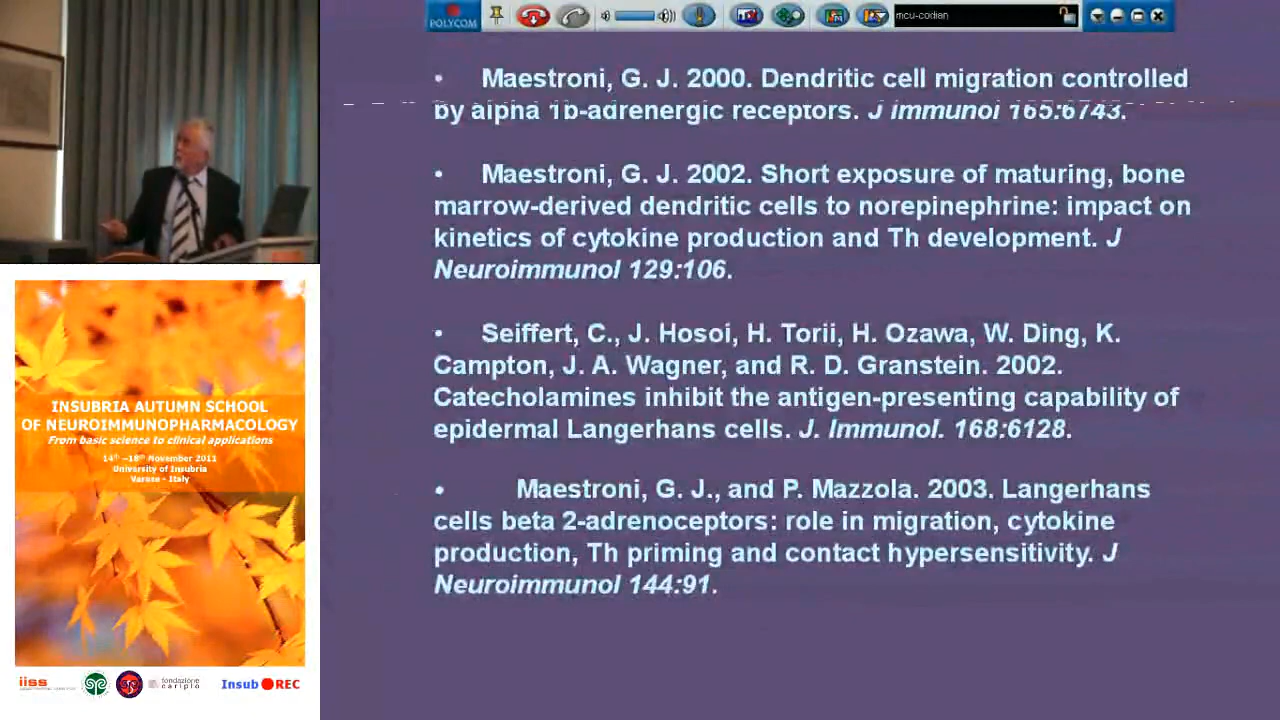 POLYCOM
mcu-codian
• Maestroni, G. J. 2000. Dendritic cell migration controlled
by alpha 1b-adrenergic receptors. J Immunol 165:6743.
• Maestroni, G. J. 2002. Short exposure of maturing, bone
marrow-derived dendritic cells to norepinephrine: impact on
kinetics of cytokine production and Th development. J
Neuroimmunol 129:106.
• Seiffert, C., J. Hosoi, H. Torii, H. Ozawa, W. Ding, K.
Campton, J. A. Wagner, and R. D. Granstein. 2002.
Catecholamines inhibit the antigen-presenting capability of
epidermal Langerhans cells. J. Immunol. 168:6128.
• Maestroni, G. J., and P. Mazzola. 2003. Langerhans
cells beta 2-adrenoceptors: role in migration, cytokine
production, Th priming and contact hypersensitivity. J
Neuroimmunol 144:91.
INSUBRIA AUTUMN SCHOOL
OF NEUROIMMUNOPHARMACOLOGY
From basic science to clinical applications
14th -18th November 2011
University of Insubria
Varese - Italy
iiss
fondazione
cariplo
Insub REC